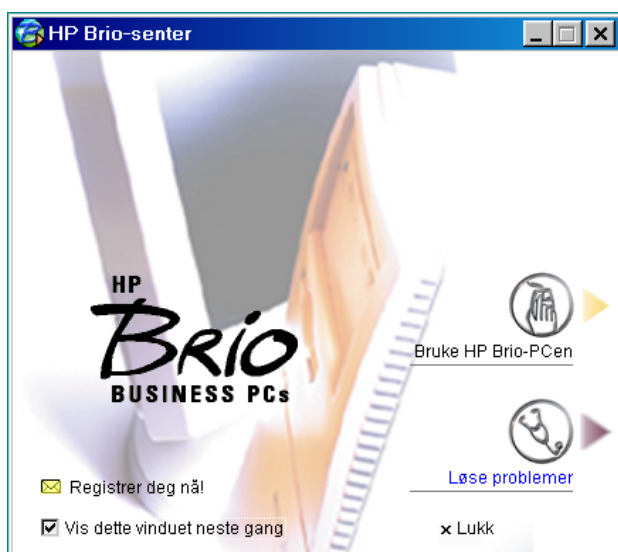 HP Brio-senter
HP
BRIO
BUSINESS PCs
Bruke HP Brio-PCen
Løse problemer
Registrer deg nå!
Vis dette vinduet neste gang
× Lukk